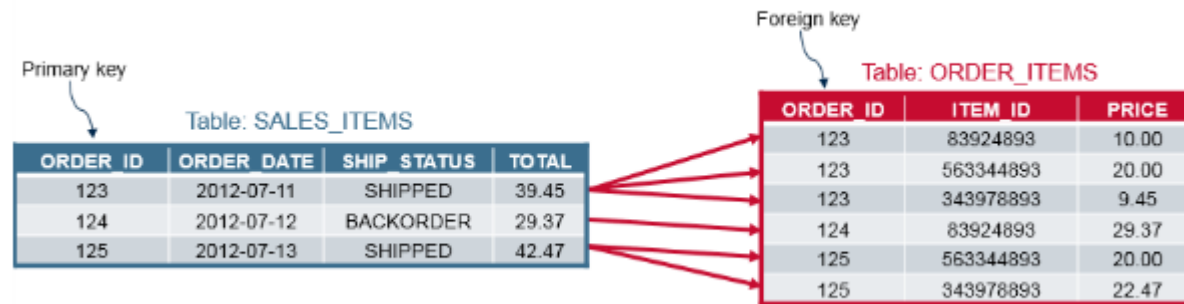 Foreign key
Primary key
Table: ORDER_ITEMS
Table: SALES_ITEMS
ORDER_ID ITEM_ID PRICE
123 83924893 10.00
123 563344893 20.00
123 343978893 9.45
124 83924893 29.37
125 563344893 20.00
125 343978893 22.47
ORDER_ID ORDER_DATE SHIP_STATUS TOTAL
123 2012-07-11 SHIPPED 39.45
124 2012-07-12 BACKORDER 29.37
125 2012-07-13 SHIPPED 42.47